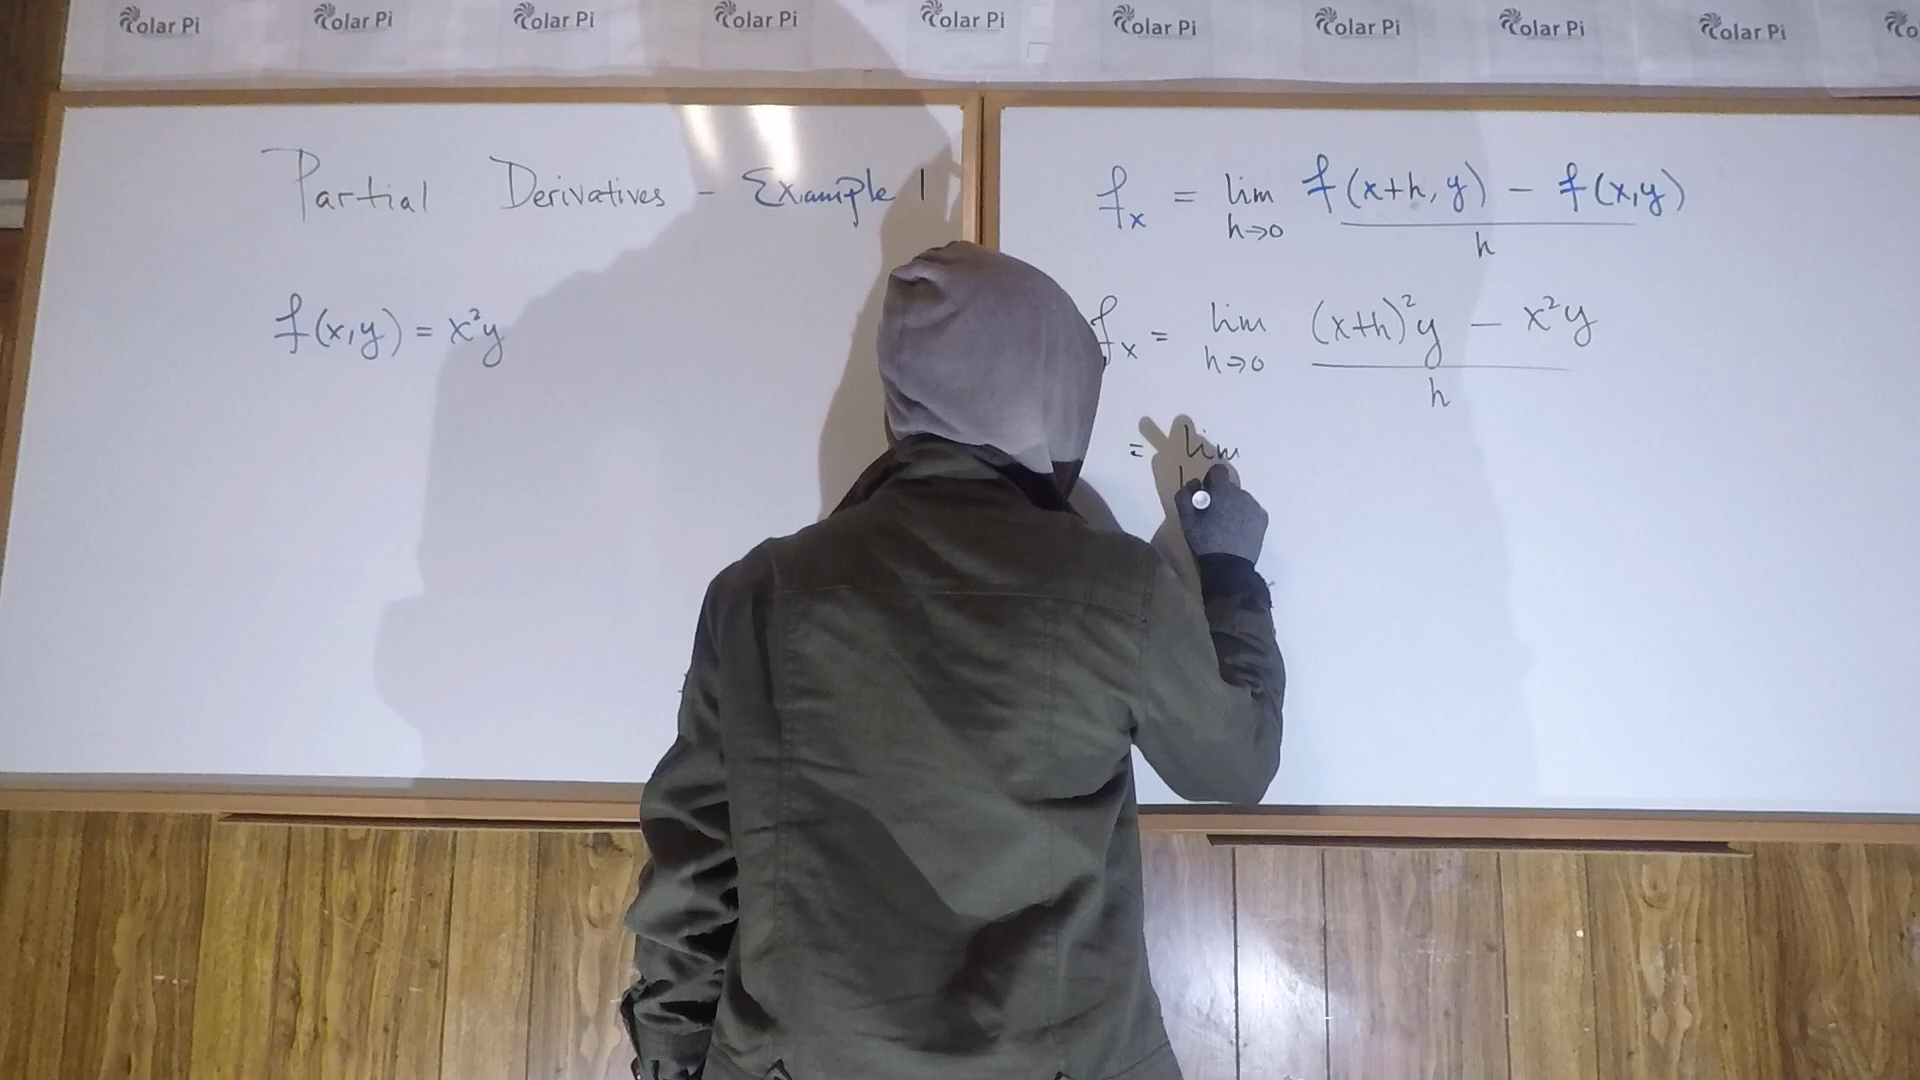 Colar Pi Colar Pi Colar Pi Colar Pi Colar Pi Colar Pi Colar Pi Colar Pi Colar Pi Co
Partial Derivatives - Example 1
f(x,y) = x²y
fx = lim h→0 f(x+h, y) - f(x,y) / h
fx = lim h→0 (x+h)²y - x²y / h
= lim